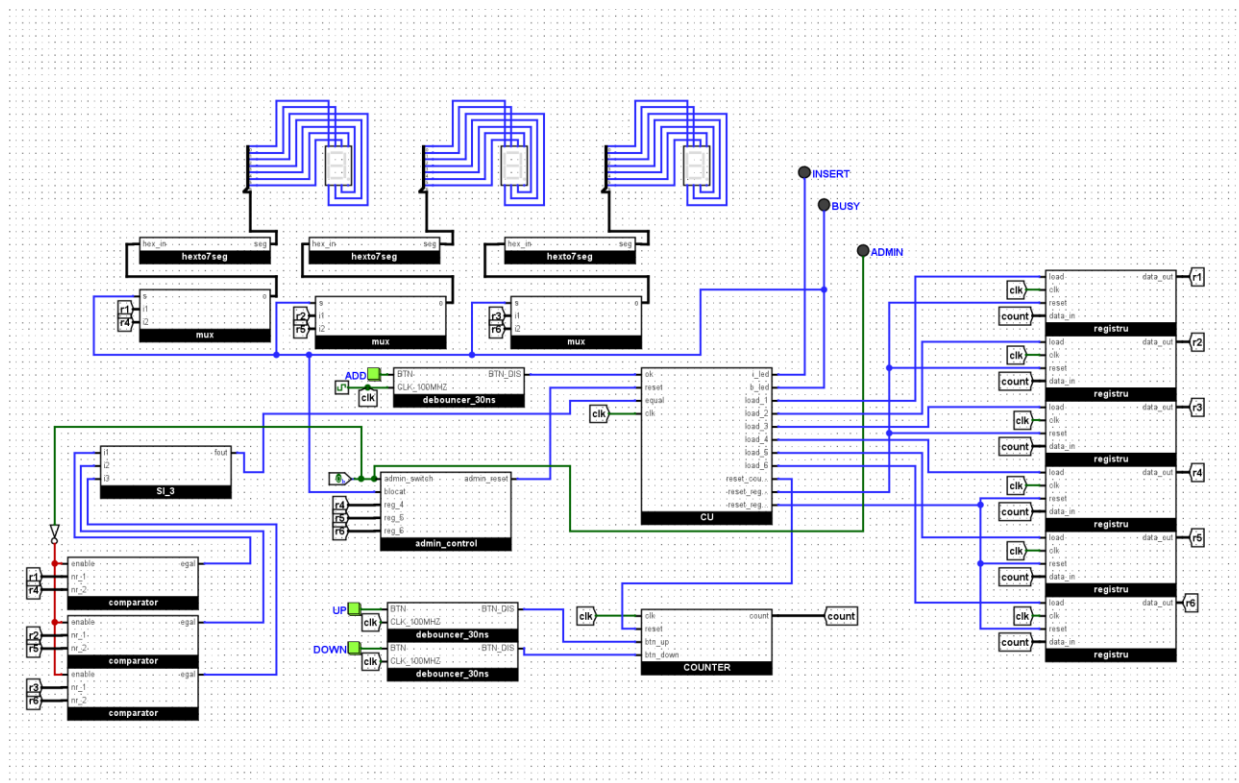 INSERT
BUSY
ADMIN
hex_in seg
hexto7seg
hex_in seg
hexto7seg
hex_in seg
hexto7seg
s o
r1 i1
r4 i2
mux
s o
r2 i1
r5 i2
mux
s o
r3 i1
r6 i2
mux
ADD BTN BTN_DIS
clk CLK_100MHZ
debouncer_30ns
ok i_led
reset b_led
equal load_1
clk clk load_2
load_3
load_4
load_5
load_6
reset_cou...
reset_reg...
reset_reg...
CU
i1 fout
i2
i3
SI_3
admin_switch admin_reset
blocat
r4 reg_4
r5 reg_5
r6 reg_6
admin_control
enable egal
r1 nr_1
r4 nr_2
comparator
enable egal
r2 nr_1
r5 nr_2
comparator
enable egal
r3 nr_1
r6 nr_2
comparator
UP BTN BTN_DIS
clk CLK_100MHZ
debouncer_30ns
DOWN BTN BTN_DIS
clk CLK_100MHZ
debouncer_30ns
clk clk count count
reset
btn_up
btn_down
COUNTER
load data_out r1
clk clk
reset
count data_in
registru
load data_out r2
clk clk
reset
count data_in
registru
load data_out r3
clk clk
reset
count data_in
registru
load data_out r4
clk clk
reset
count data_in
registru
load data_out r5
clk clk
reset
count data_in
registru
load data_out r6
clk clk
reset
count data_in
registru